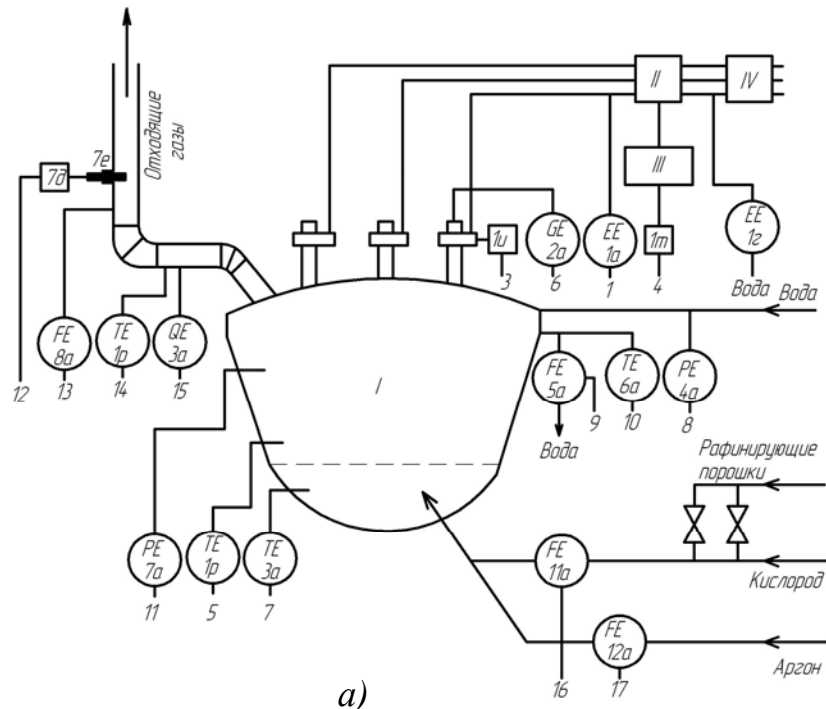 Отходящие
газы
7д
7е
II
IV
III
1и
3
GE
2а
6
EE
1а
1
1т
4
EE
1г
Вода
Вода
FE
8а
13
TE
1р
14
QE
3а
15
12
I
FE
5а
9
Вода
TE
6а
10
PE
4а
8
Рафинирующие
порошки
PE
7а
11
TE
1р
5
TE
3а
7
FE
11а
16
Кислород
FE
12а
17
Аргон
а)